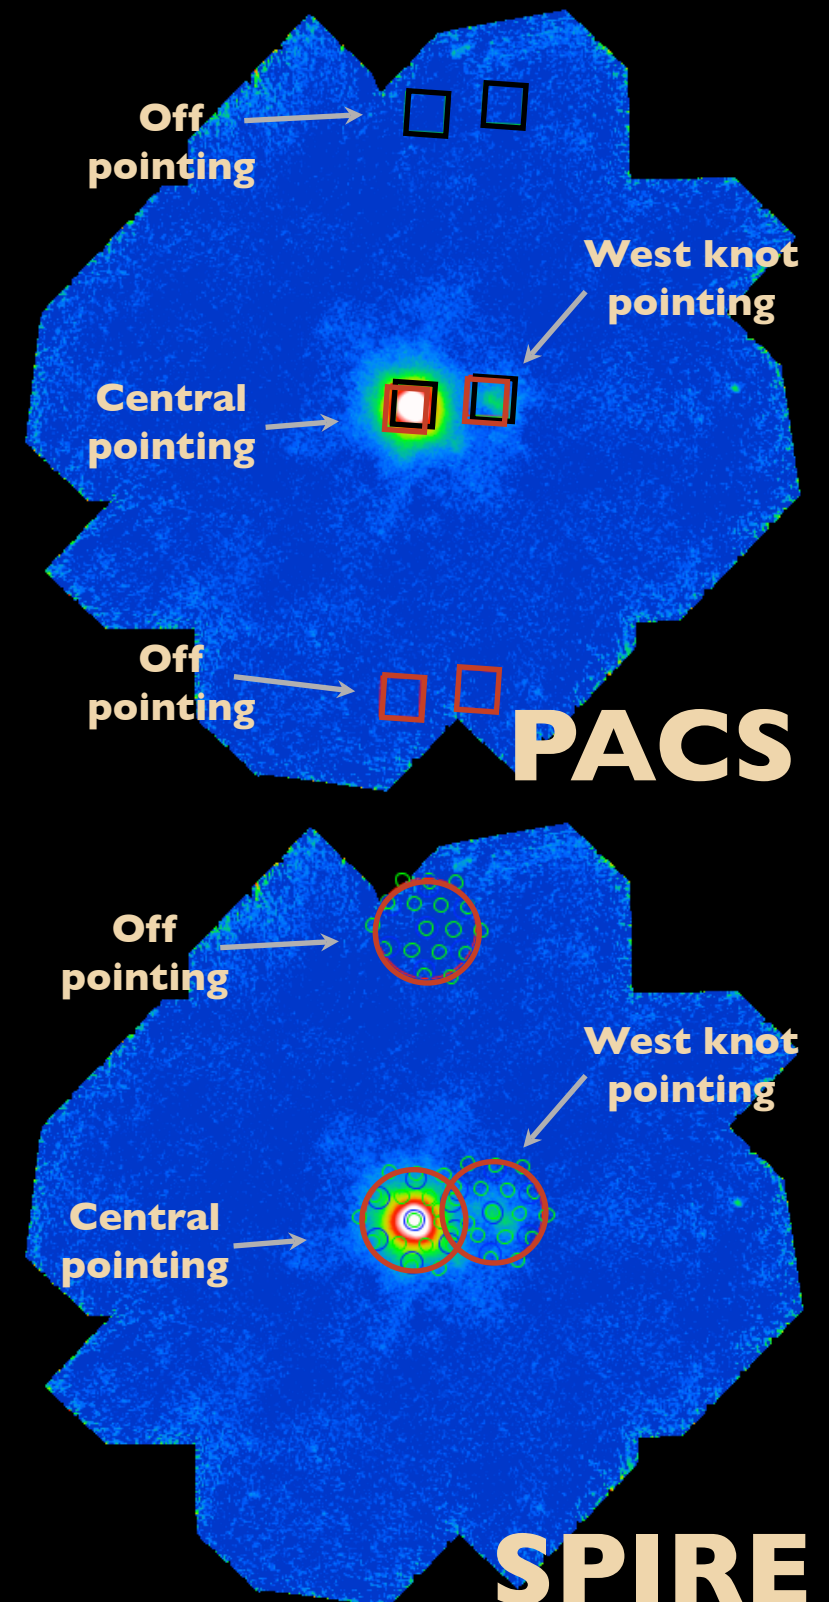 Off
pointing
West knot
pointing
Central
pointing
Off
pointing
PACS
Off
pointing
West knot
pointing
Central
pointing
SPIRE